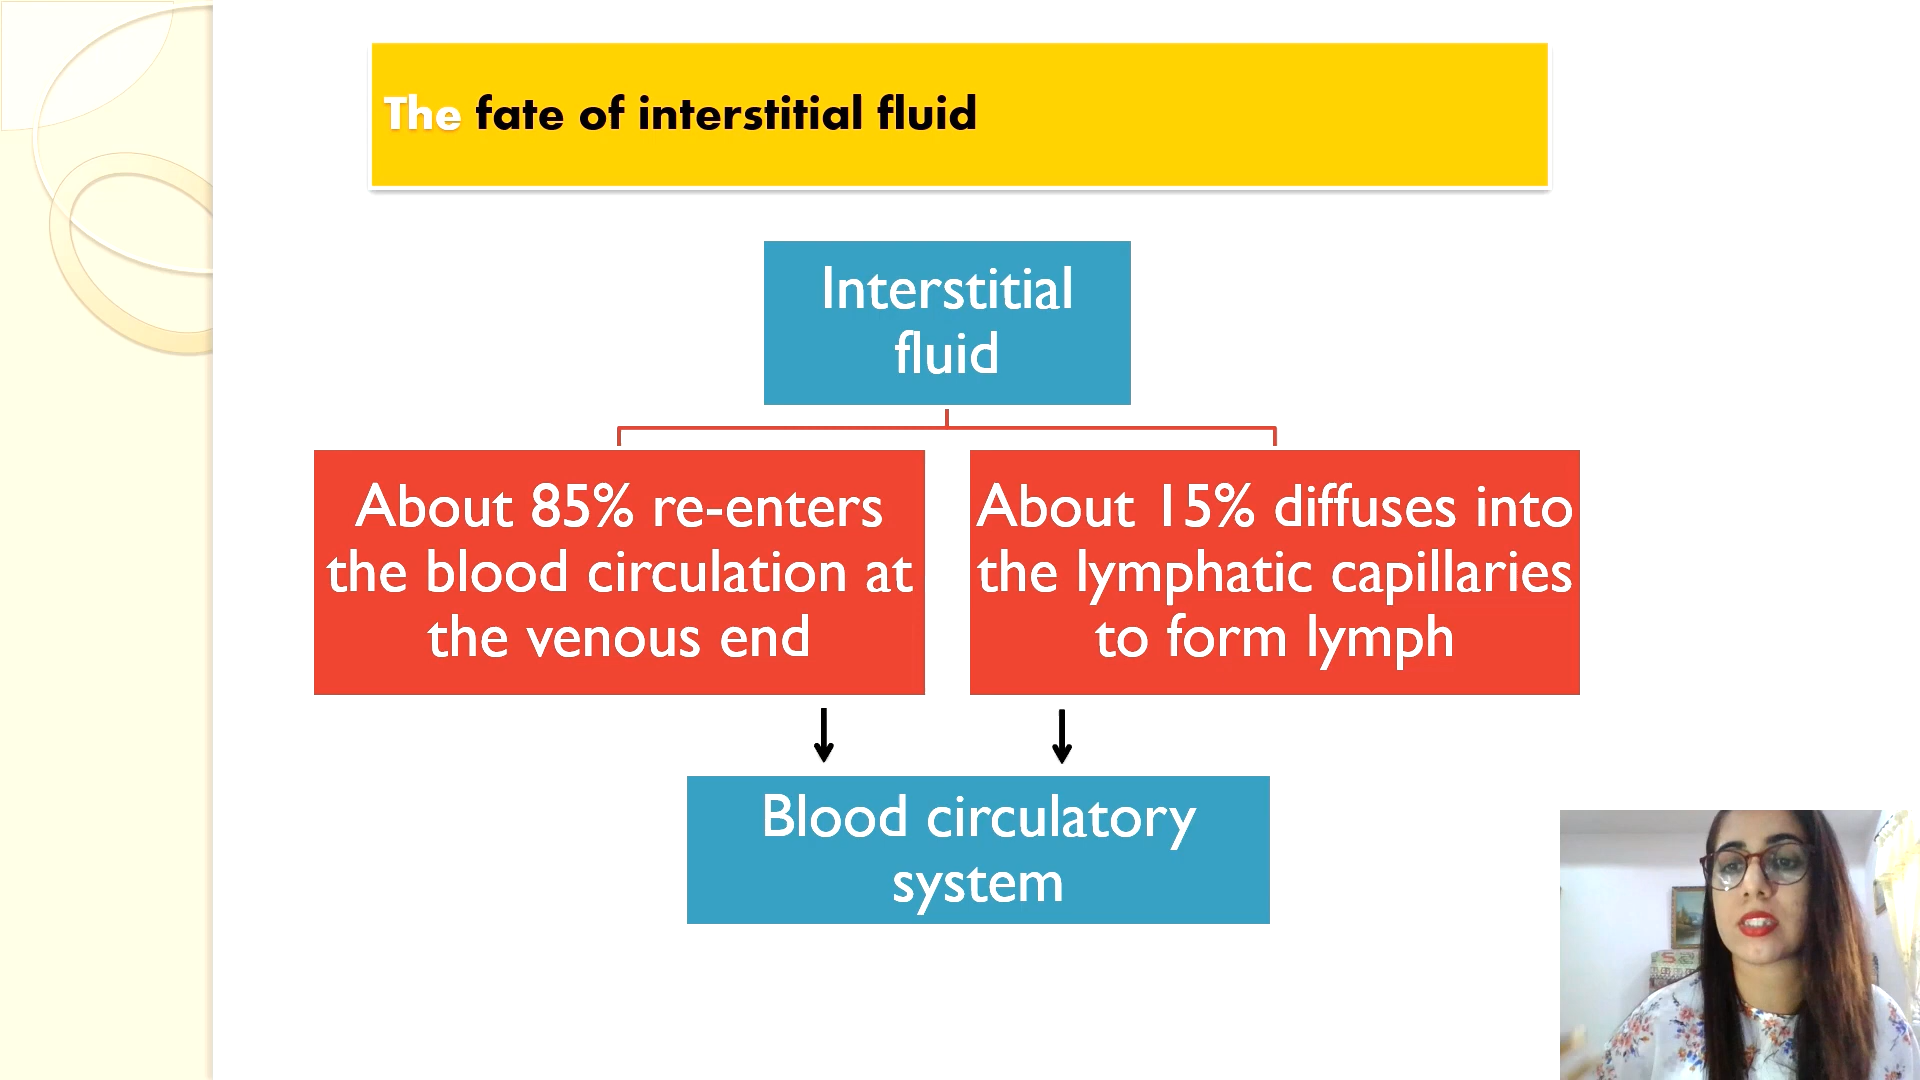 The fate of interstitial fluid
Interstitial
fluid
About 85% re-enters
the blood circulation at
the venous end
About 15% diffuses into
the lymphatic capillaries
to form lymph
Blood circulatory
system